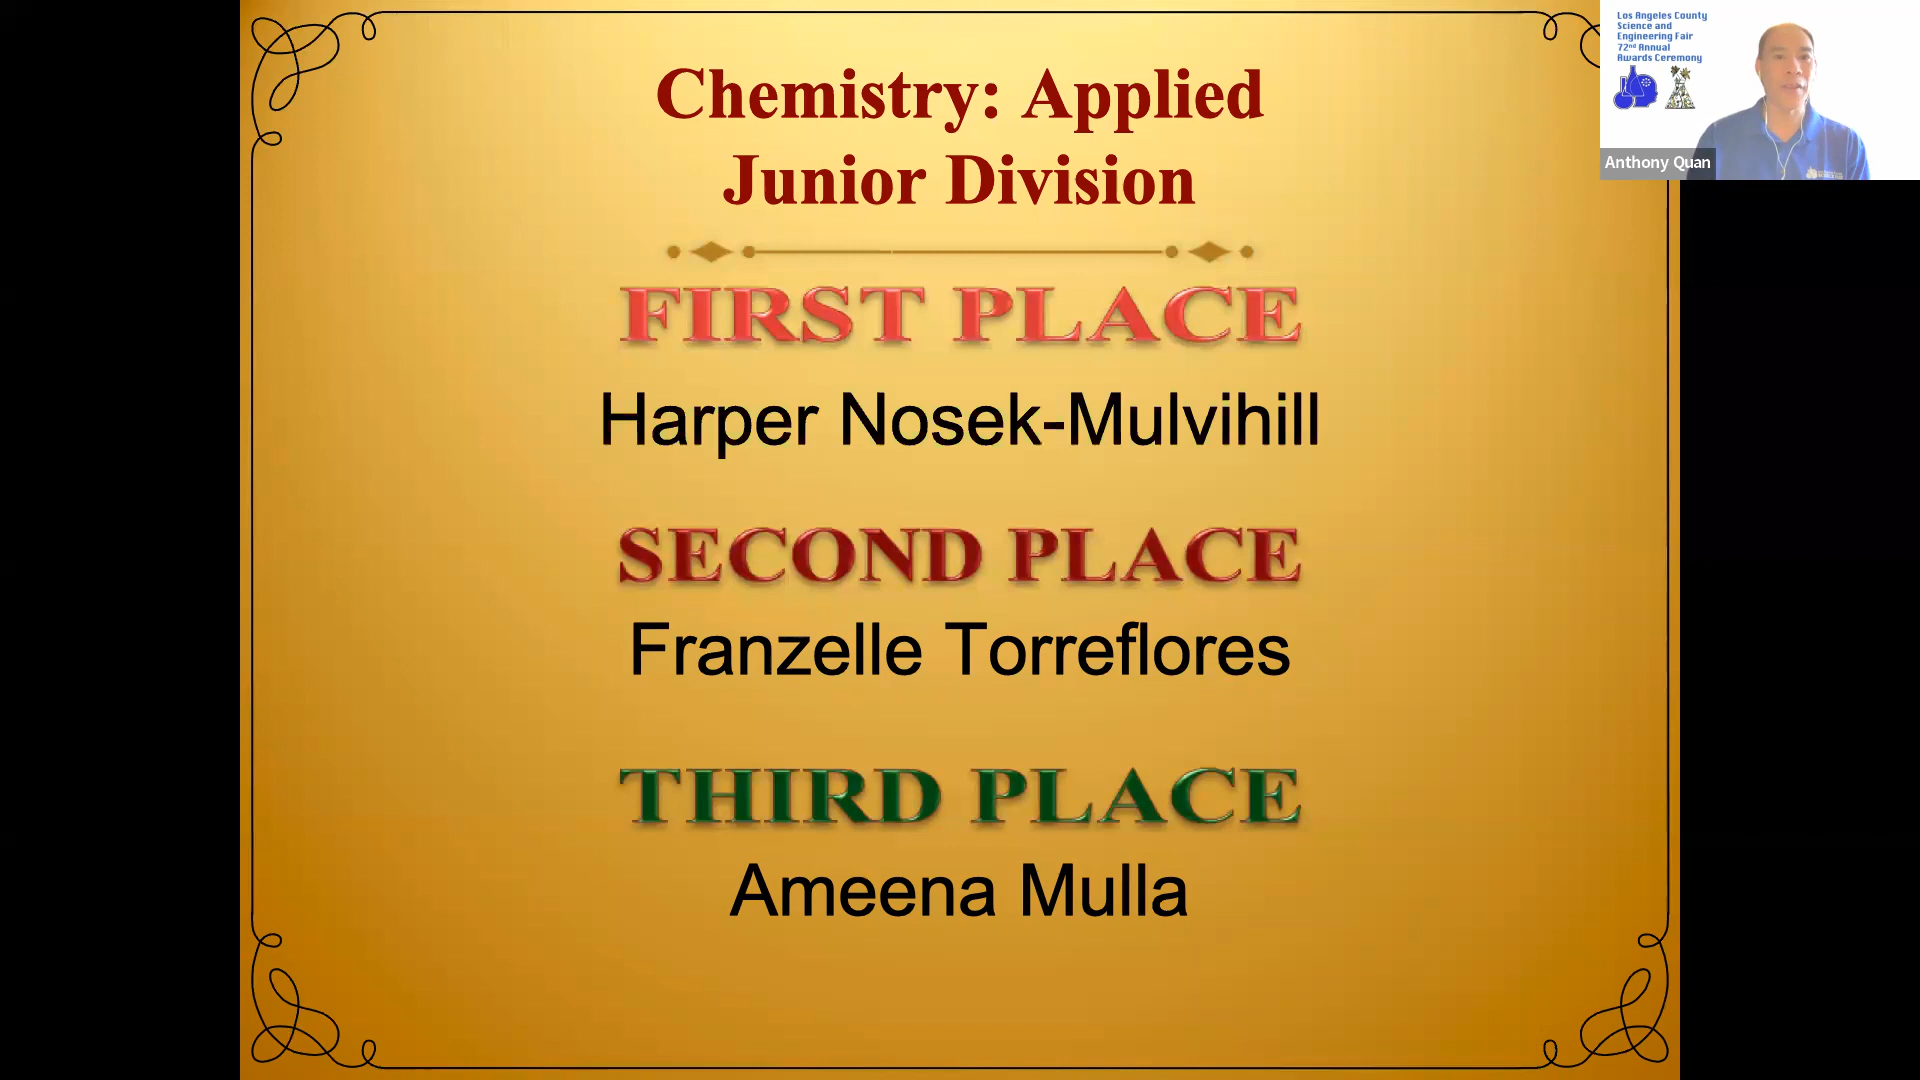 Chemistry: Applied
Junior Division
FIRST PLACE
Harper Nosek-Mulvihill
SECOND PLACE
Franzelle Torreflores
THIRD PLACE
Ameena Mulla
Los Angeles County
Science and
Engineering Fair
72nd Annual
Awards Ceremony
Anthony Quan